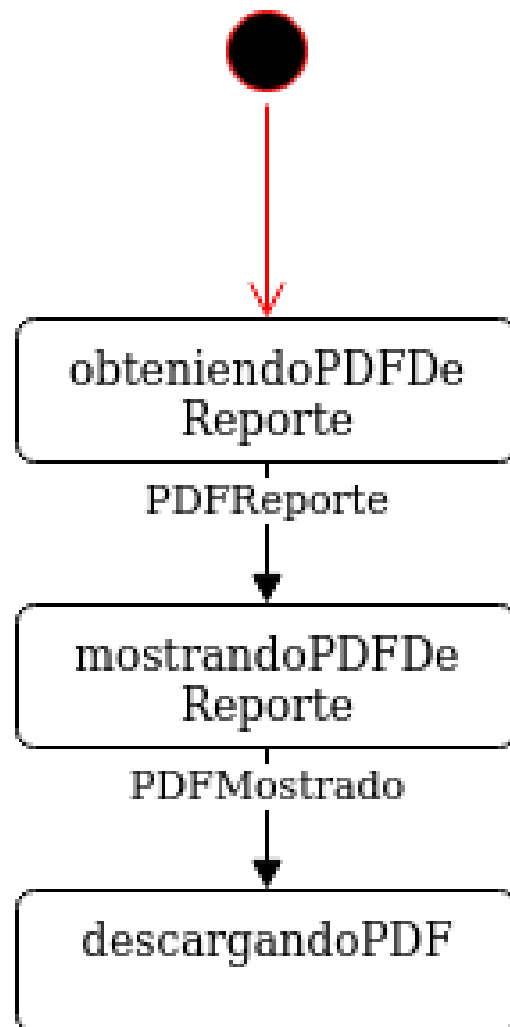 obteniendoPDFDe
Reporte
PDFReporte
mostrandoPDFDe
Reporte
PDFMostrado
descargandoPDF